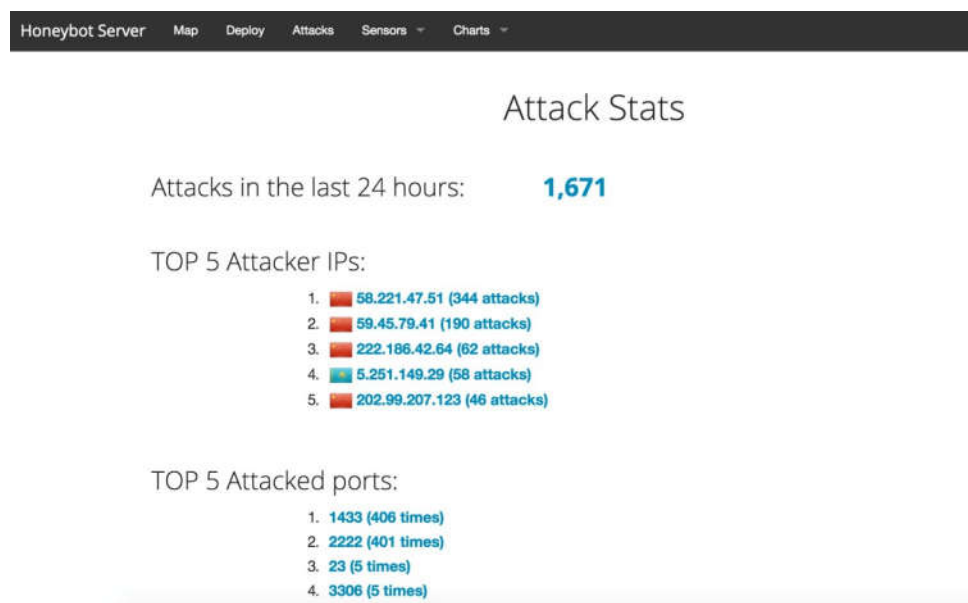 Honeybot Server Map Deploy Attacks Sensors Charts
Attack Stats
Attacks in the last 24 hours: 1,671
TOP 5 Attacker IPs:
1. 58.221.47.51 (344 attacks)
2. 59.45.79.41 (190 attacks)
3. 222.186.42.64 (62 attacks)
4. 5.251.149.29 (58 attacks)
5. 202.99.207.123 (46 attacks)
TOP 5 Attacked ports:
1. 1433 (406 times)
2. 2222 (401 times)
3. 23 (5 times)
4. 3306 (5 times)